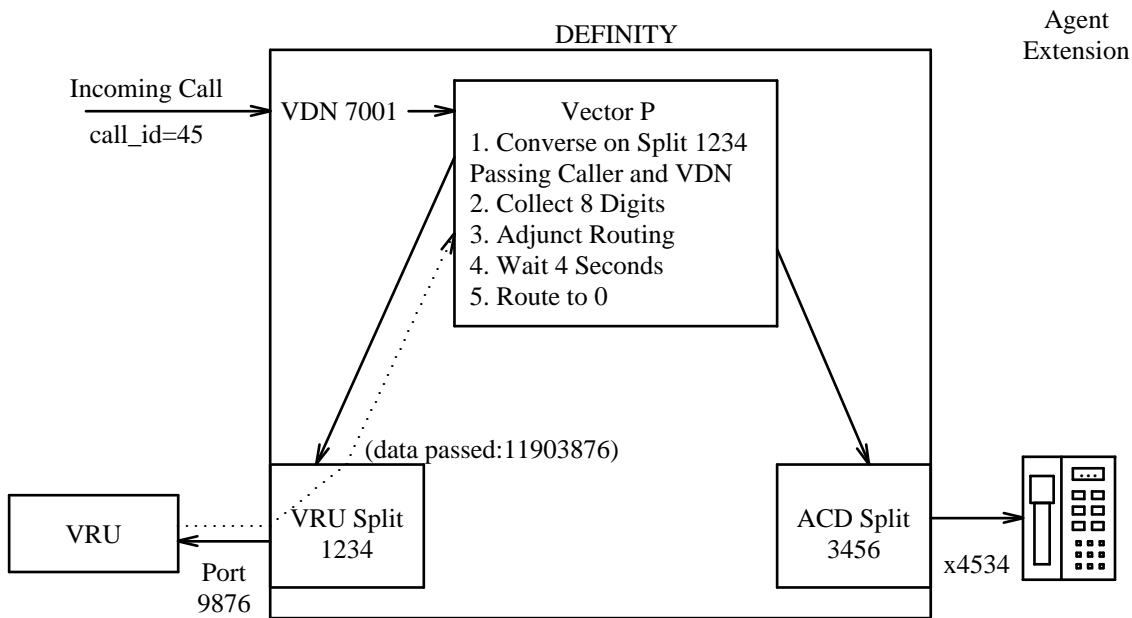 DEFINITY
Agent
Extension
Incoming Call
call_id=45
VDN 7001
Vector P
1. Converse on Split 1234
Passing Caller and VDN
2. Collect 8 Digits
3. Adjunct Routing
4. Wait 4 Seconds
5. Route to 0
(data passed:11903876)
VRU
VRU Split
1234
ACD Split
3456
Port
9876
x4534